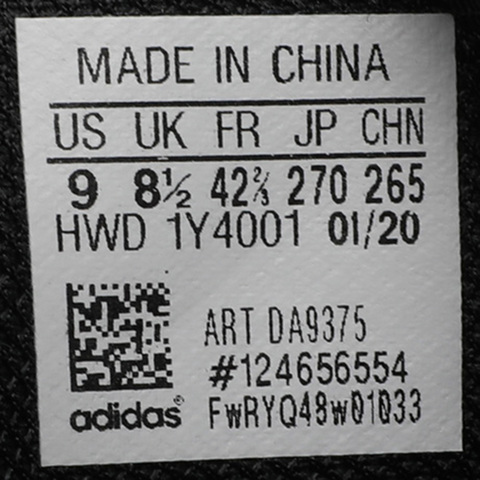 MADE IN CHINA
US UK FR JP CHN
9 8½ 42⅔ 270 265
HWD 1Y4001 01/20
ART DA9375
#124656554
adidas® FwRYQ49w01033